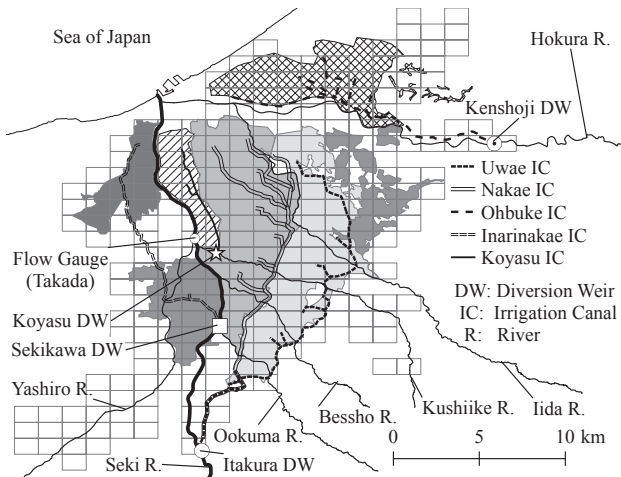 Sea of Japan
Hokura R.
Kenshoji DW
Uwae IC
Nakae IC
Ohbuke IC
Inarinakae IC
Koyasu IC
DW: Diversion Weir
IC: Irrigation Canal
R: River
Flow Gauge
(Takada)
Koyasu DW
Sekikawa DW
Yashiro R.
Seki R.
Itakura DW
Ookuma R.
Bessho R.
Kushiike R.
Iida R.
0 5 10 km